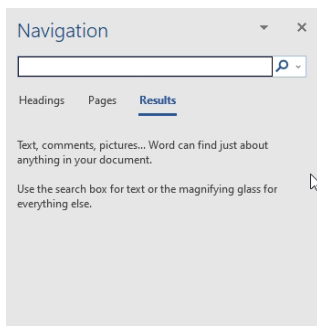 Navigation
Headings Pages Results
Text, comments, pictures... Word can find just about
anything in your document.
Use the search box for text or the magnifying glass for
everything else.